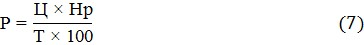 Р = Ц × Нр / Т × 100 (7)